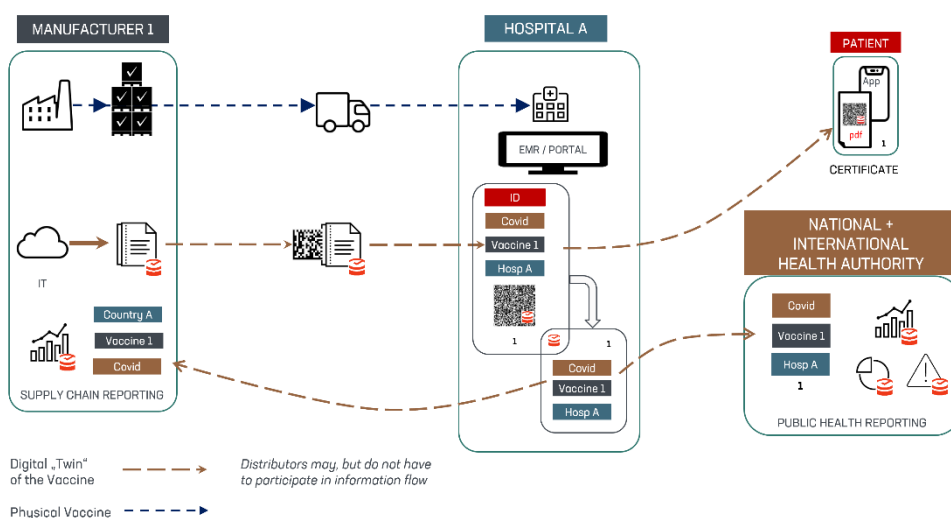 MANUFACTURER 1
HOSPITAL A
PATIENT
App
pdf
1
CERTIFICATE
EMR / PORTAL
ID
Covid
Vaccine 1
Hosp A
1
1
Covid
Vaccine 1
Hosp A
IT
Country A
Vaccine 1
Covid
SUPPLY CHAIN REPORTING
NATIONAL +
INTERNATIONAL
HEALTH AUTHORITY
Covid
Vaccine 1
Hosp A
1
PUBLIC HEALTH REPORTING
Digital „Twin“
of the Vaccine
Distributors may, but do not have
to participate in information flow
Physical Vaccine